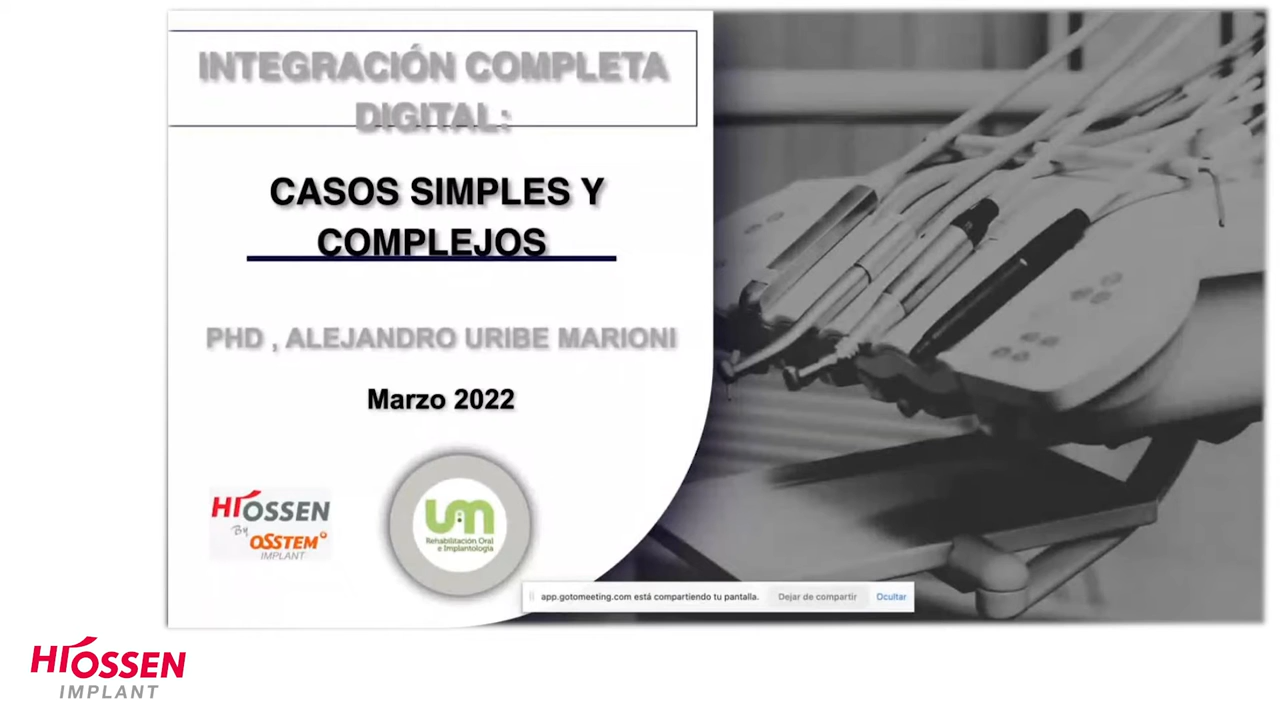 INTEGRACIÓN COMPLETA
DIGITAL:
CASOS SIMPLES Y
COMPLEJOS
PHD , ALEJANDRO URIBE MARIONI
Marzo 2022
HIOSSEN
By
OSSTEM
IMPLANT
um
Rehabilitación Oral
e Implantología
app.gotomeeting.com está compartiendo tu pantalla. Dejar de compartir Ocultar
HIOSSEN
IMPLANT